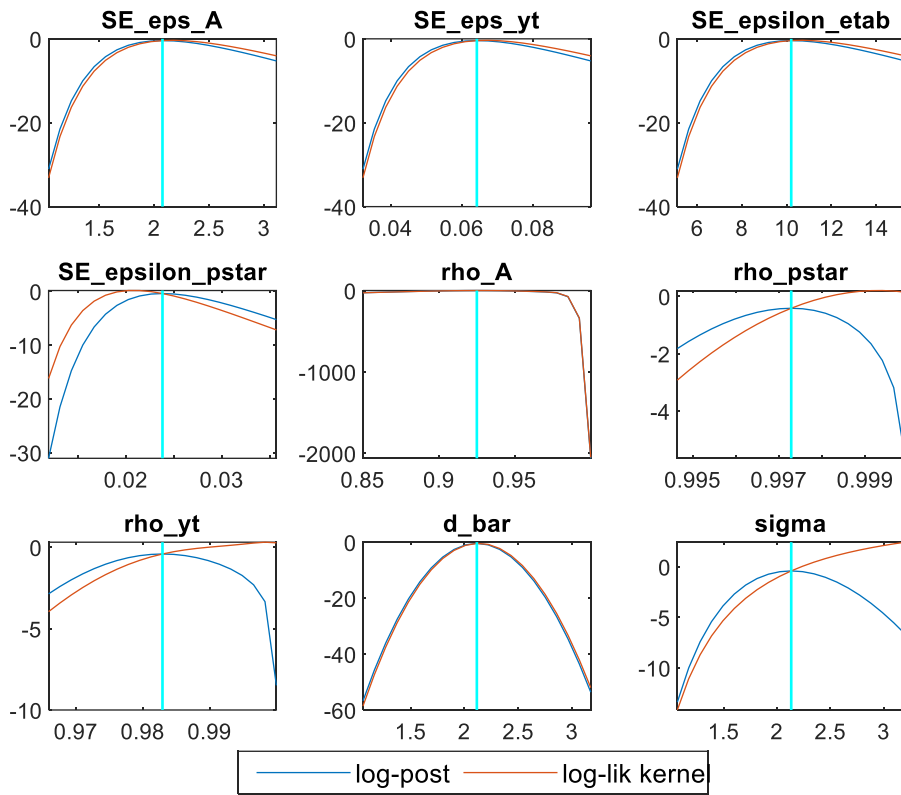 SE_eps_A SE_eps_yt SE_epsilon_etab
0 0 0
-20 -20 -20
-40 -40 -40
1.5 2 2.5 3 0.04 0.06 0.08 6 8 10 12 14
SE_epsilon_pstar rho_A rho_pstar
0 0 0
-10 -1000 -2
-20 -2000 -4
-30
0.02 0.03 0.85 0.9 0.95 0.995 0.997 0.999
rho_yt d_bar sigma
0 0 0
-5 -20 -5
-10 -40 -10
-60
0.97 0.98 0.99 1.5 2 2.5 3 1.5 2 2.5 3
log-post log-lik kernel